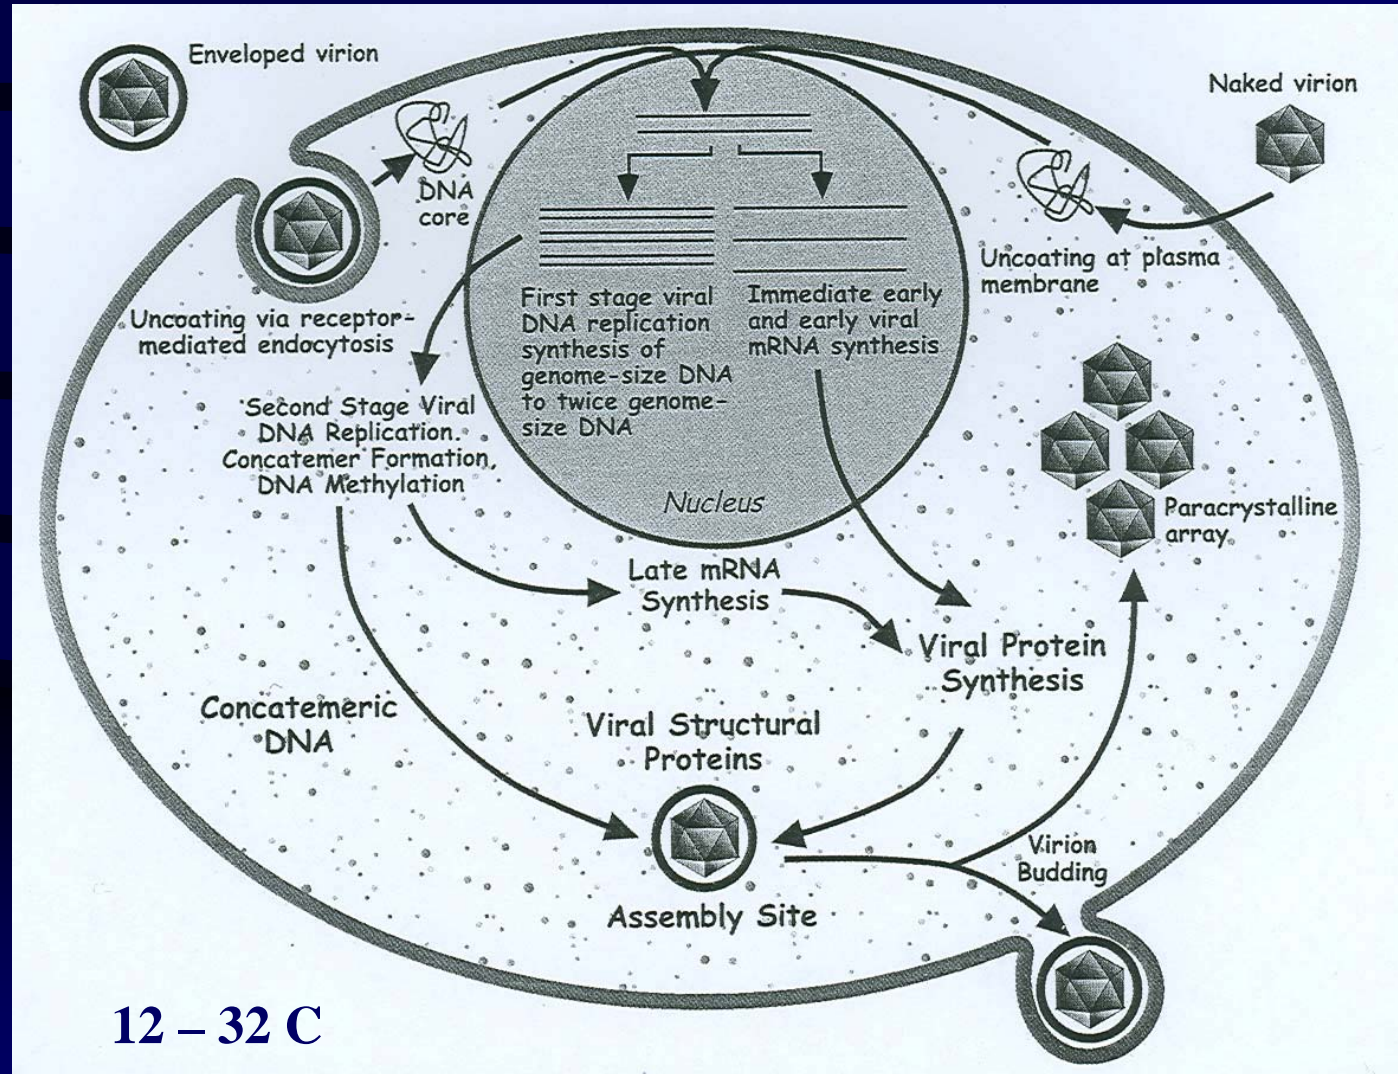 Enveloped virion
Naked virion
DNA
core
Uncoating at plasma
membrane
Uncoating via receptor-
mediated endocytosis
First stage viral
DNA replication
synthesis of
genome-size DNA
to twice genome-
size DNA
Immediate early
and early viral
mRNA synthesis
Second Stage Viral
DNA Replication.
Concatemer Formation,
DNA Methylation
Nucleus
Paracrystalline
array
Late mRNA
Synthesis
Viral Protein
Synthesis
Concatemeric
DNA
Viral Structural
Proteins
Virion
Budding
Assembly Site
12 – 32 C